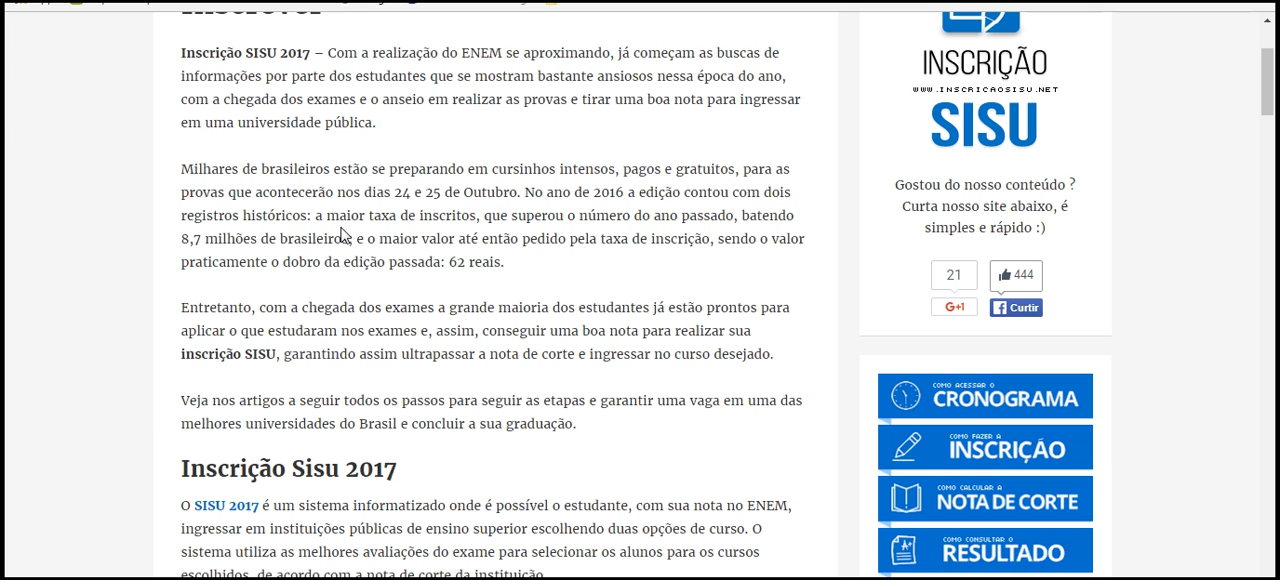 Inscrição SISU 2017 – Com a realização do ENEM se aproximando, já começam as buscas de
informações por parte dos estudantes que se mostram bastante ansiosos nessa época do ano,
com a chegada dos exames e o anseio em realizar as provas e tirar uma boa nota para ingressar
em uma universidade pública.
Milhares de brasileiros estão se preparando em cursinhos intensos, pagos e gratuitos, para as
provas que acontecerão nos dias 24 e 25 de Outubro. No ano de 2016 a edição contou com dois
registros históricos: a maior taxa de inscritos, que superou o número do ano passado, batendo
8,7 milhões de brasileiros, e o maior valor até então pedido pela taxa de inscrição, sendo o valor
praticamente o dobro da edição passada: 62 reais.
Entretanto, com a chegada dos exames a grande maioria dos estudantes já estão prontos para
aplicar o que estudaram nos exames e, assim, conseguir uma boa nota para realizar sua
inscrição SISU, garantindo assim ultrapassar a nota de corte e ingressar no curso desejado.
Veja nos artigos a seguir todos os passos para seguir as etapas e garantir uma vaga em uma das
melhores universidades do Brasil e concluir a sua graduação.
Inscrição Sisu 2017
O SISU 2017 é um sistema informatizado onde é possível o estudante, com sua nota no ENEM,
ingressar em instituições públicas de ensino superior escolhendo duas opções de curso. O
sistema utiliza as melhores avaliações do exame para selecionar os alunos para os cursos
escolhidos, de acordo com a nota de corte da instituição.
INSCRIÇÃO
WWW.INSCRICAOSISU.NET
SISU
Gostou do nosso conteúdo ?
Curta nosso site abaixo, é
simples e rápido :)
21
444
G+1
Curtir
COMO ACESSAR O
CRONOGRAMA
COMO FAZER A
INSCRIÇÃO
COMO CALCULAR A
NOTA DE CORTE
COMO CONSULTAR O
RESULTADO